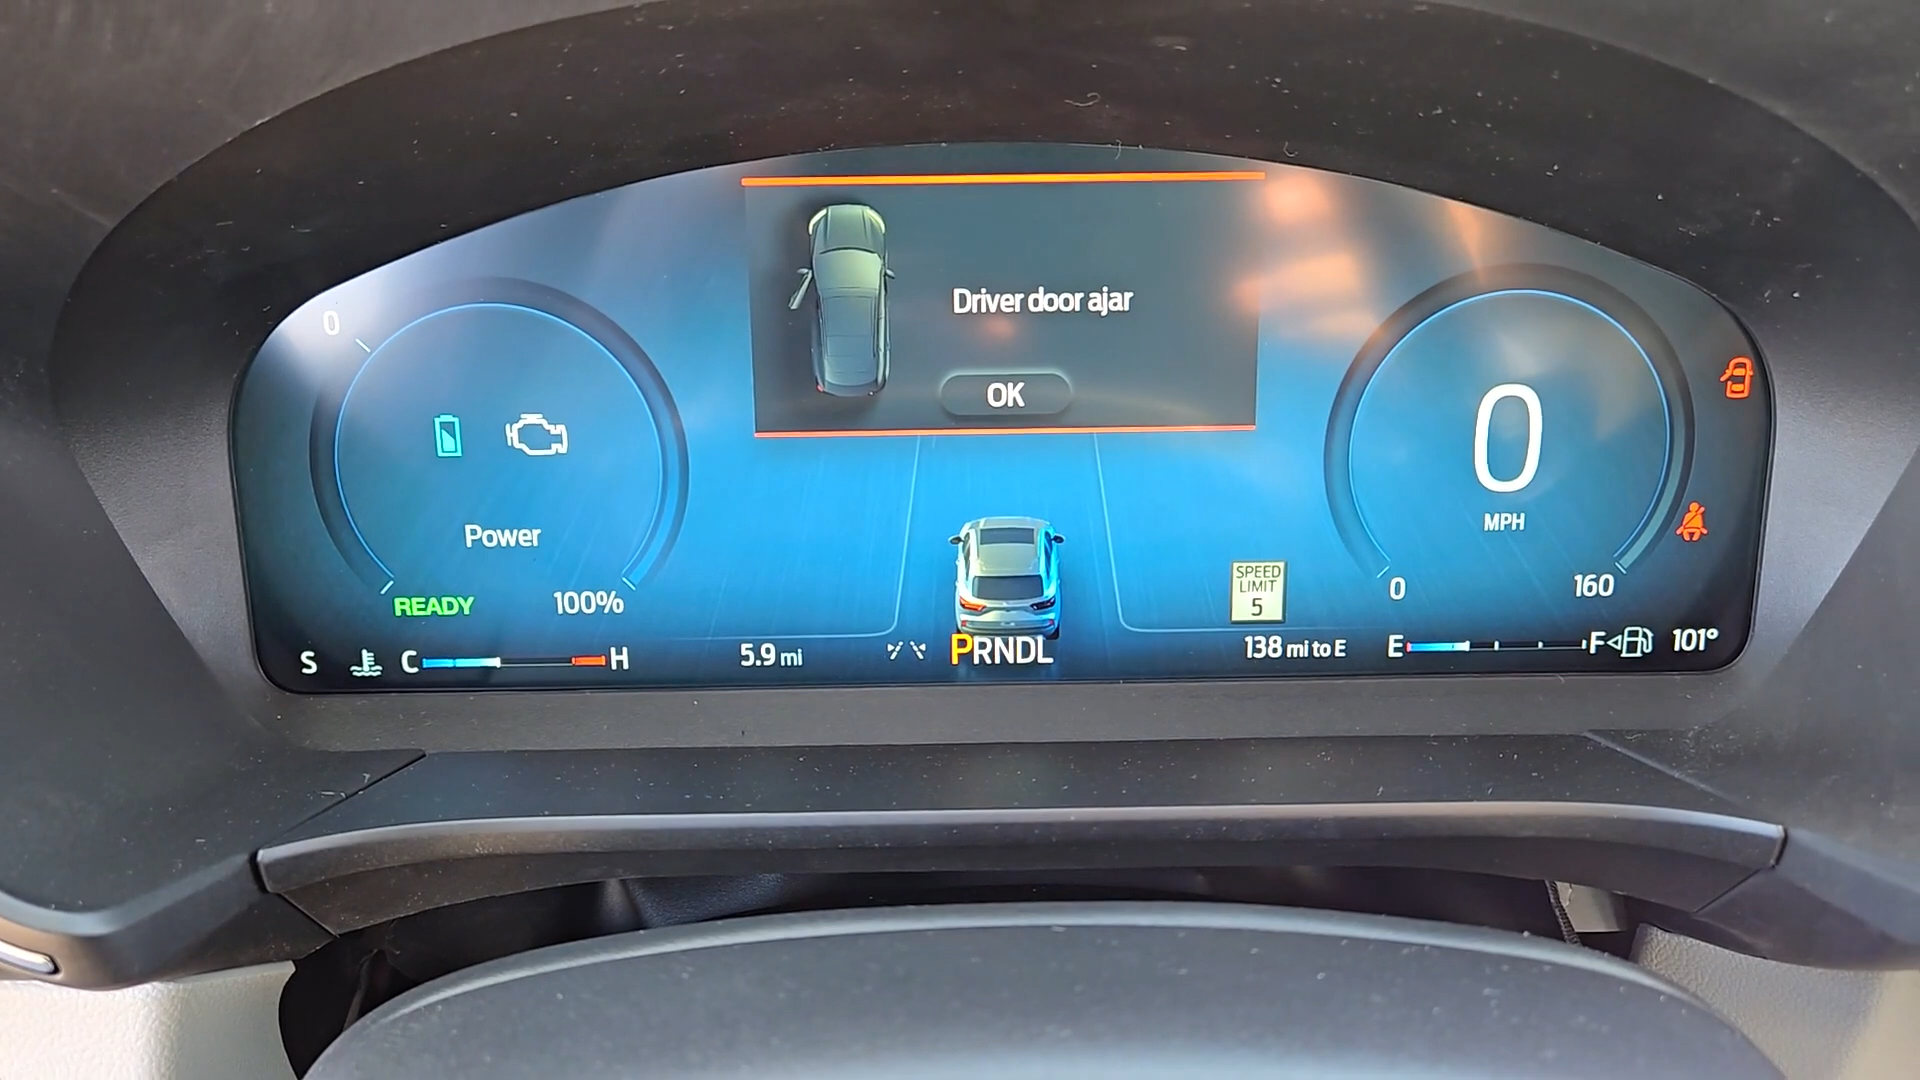 Driver door ajar
OK
0
Power
READY
100%
0
MPH
0
160
SPEED
LIMIT
5
S
C
H
5.9 mi
PRNDL
138 mi to E
E
F
101°